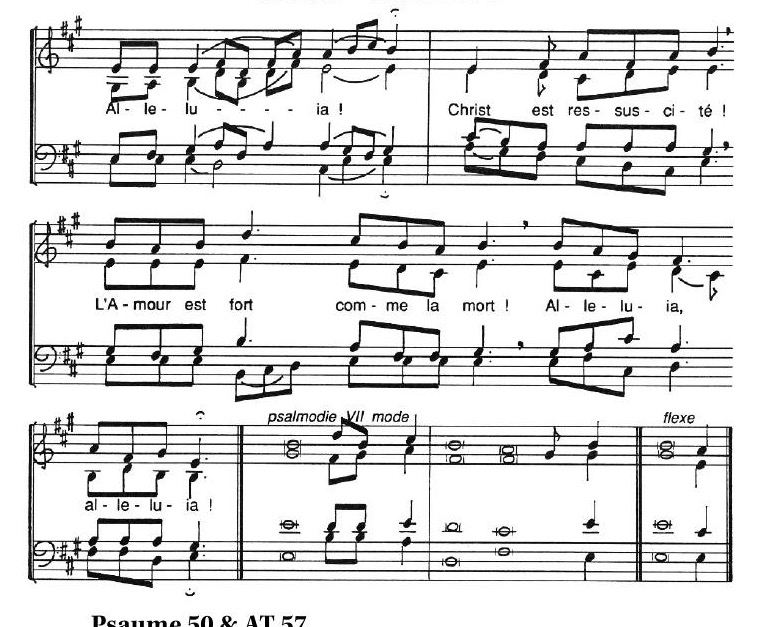 Al - le - lu - - - - ia ! Christ est res - sus - ci - té !
L'A - mour est fort com - me la mort ! Al - le - lu - ia,
psalmodie VII mode flexe
al - le - lu - ia !
Psaume 50 & AT 57